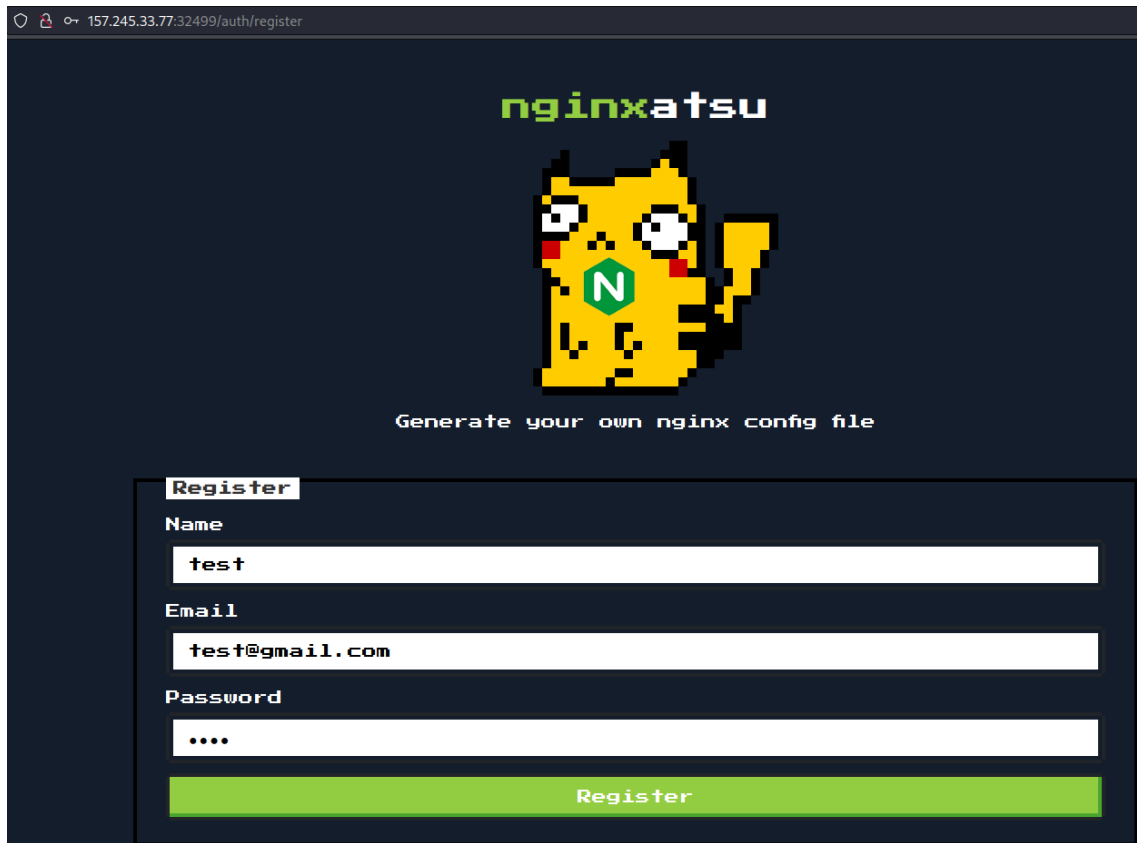 157.245.33.77:32499/auth/register
nginxatsu
N
Generate your own nginx config file
Register
Name
test
Email
test@gmail.com
Password
••••
Register